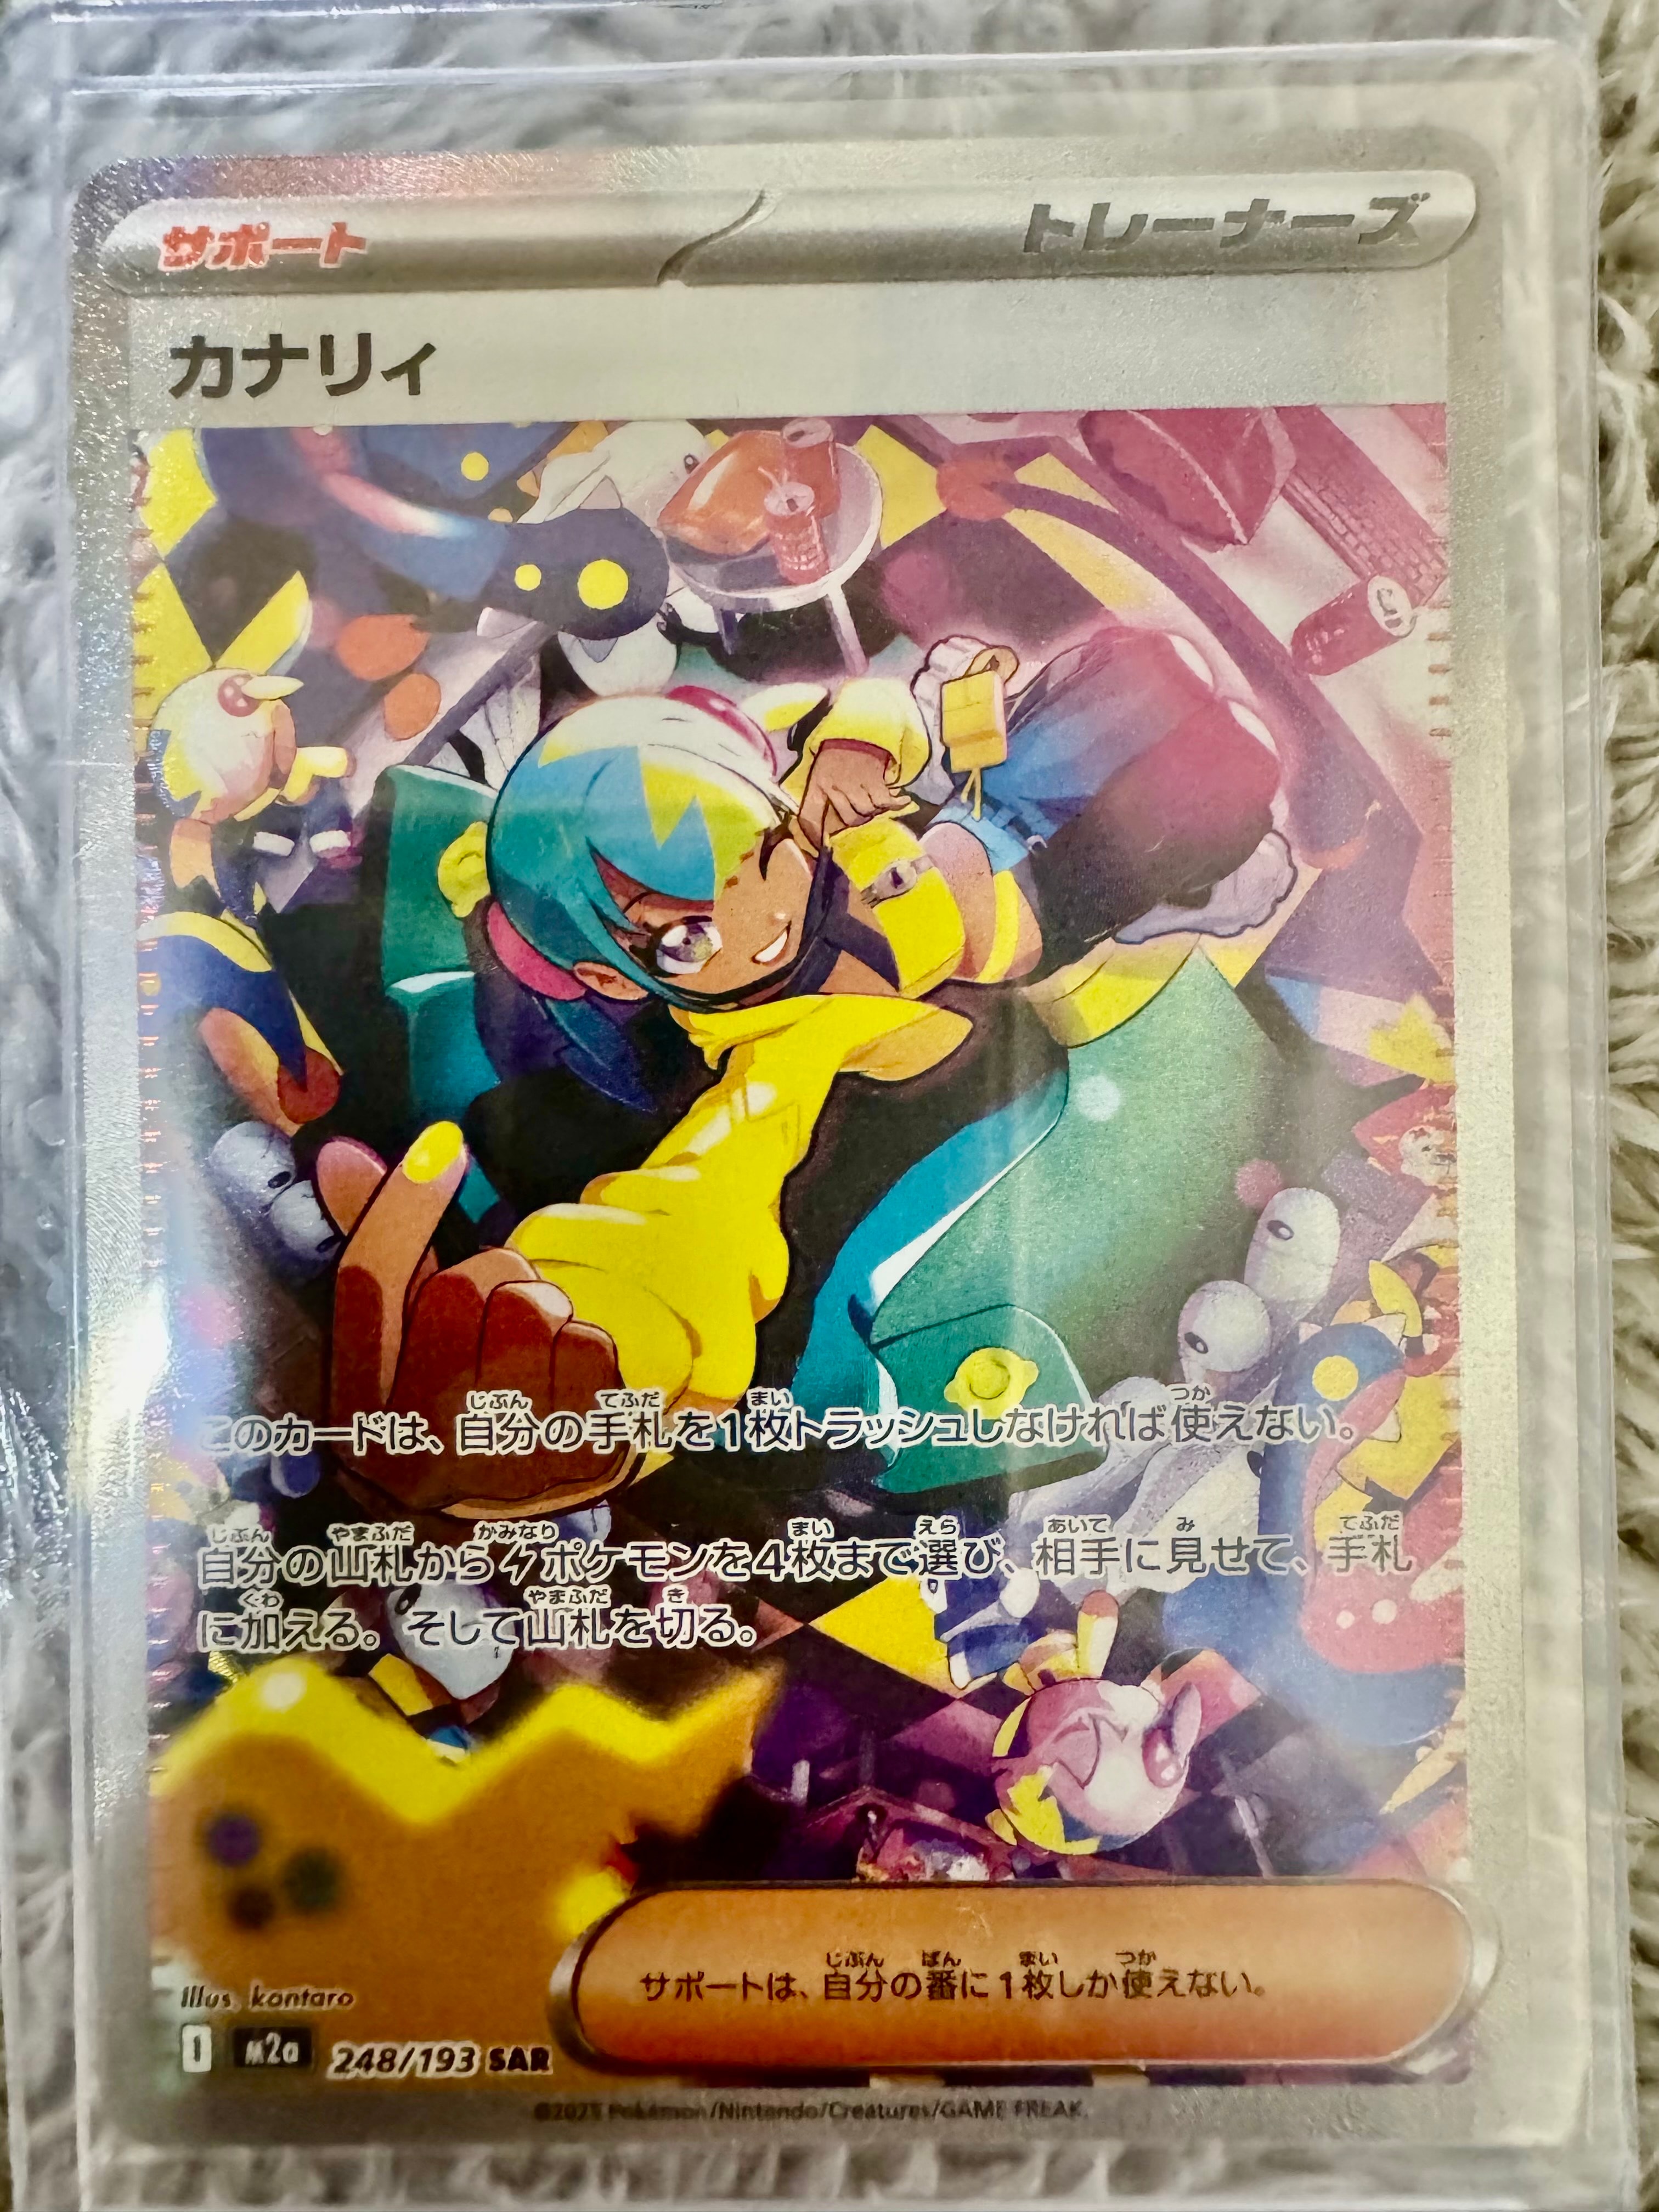 サポート
トレーナーズ
カナリィ
このカードは、自分の手札を1枚トラッシュしなければ使えない。
自分の山札からポケモンを4枚まで選び、相手に見せて、手札
に加える。そして山札を切る。
サポートは、自分の番に1枚しか使えない。
Illus. kantaro
I M2a 248/193 SAR
©2025 Pokémon/Nintendo/Creatures/GAME FREAK.